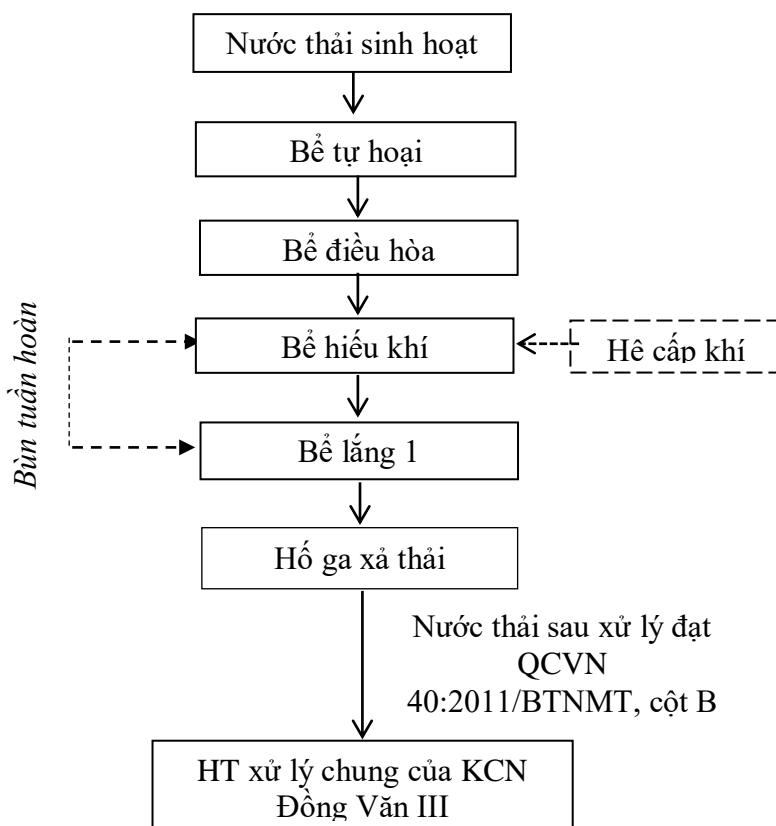 Nước thải sinh hoạt
Bể tự hoại
Bể điều hòa
Bùn tuần hoàn
Bể hiếu khí
Hê cấp khí
Bể lắng 1
Hố ga xả thải
Nước thải sau xử lý đạt
QCVN
40:2011/BTNMT, cột B
HT xử lý chung của KCN
Đồng Văn III